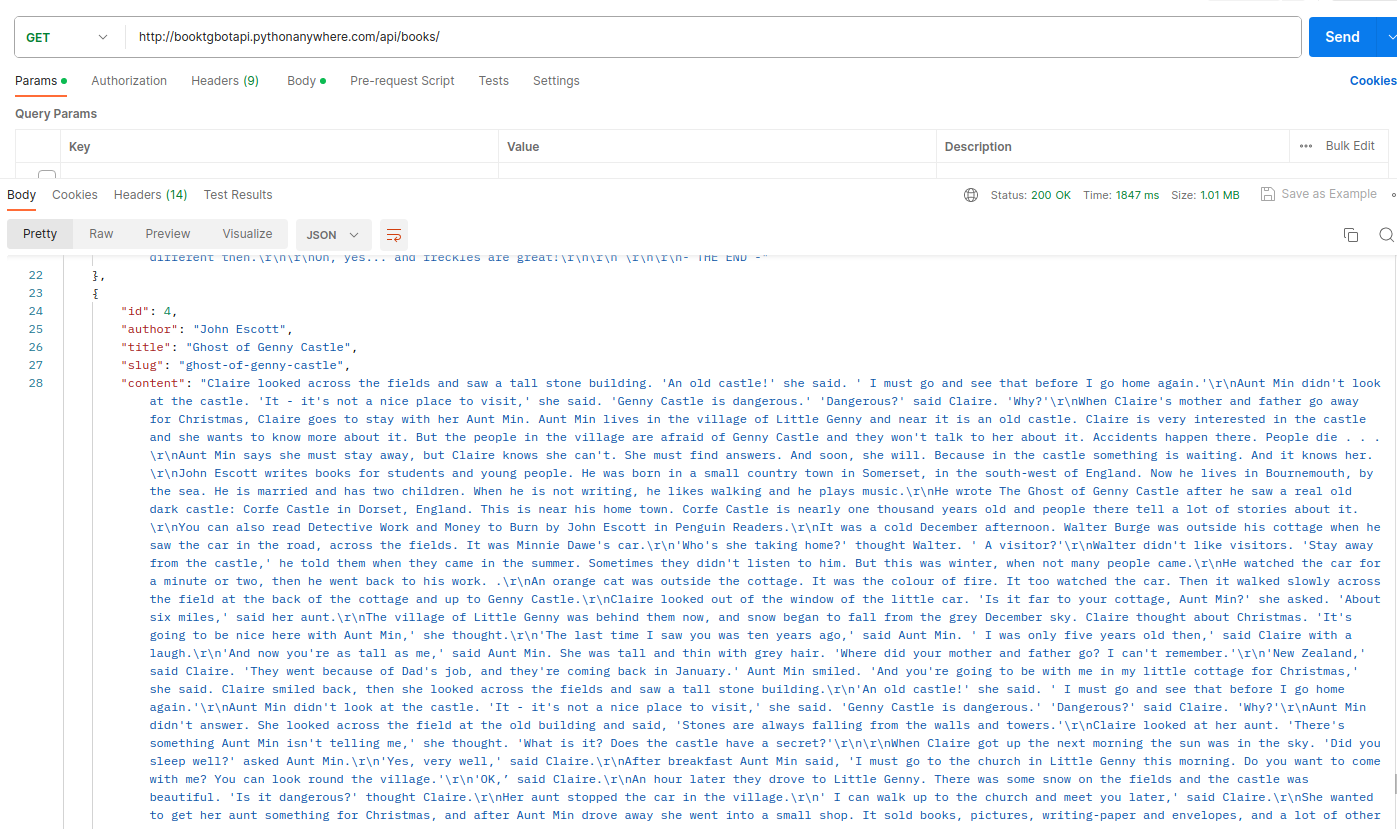 GET http://booktgbotapi.pythonanywhere.com/api/books/ Send
Params Authorization Headers (9) Body Pre-request Script Tests Settings Cookies
Query Params
Key Value Description Bulk Edit
Body Cookies Headers (14) Test Results Status: 200 OK Time: 1847 ms Size: 1.01 MB Save as Example
Pretty Raw Preview Visualize JSON
different then.\r\n\r\nOh, yes... and freckles are great!\r\n\r\n \r\n\r\n- THE END -"
22 },
23 {
24 "id": 4,
25 "author": "John Escott",
26 "title": "Ghost of Genny Castle",
27 "slug": "ghost-of-genny-castle",
28 "content": "Claire looked across the fields and saw a tall stone building. 'An old castle!' she said. ' I must go and see that before I go home again.'\r\nAunt Min didn't look
at the castle. 'It - it's not a nice place to visit,' she said. 'Genny Castle is dangerous.' 'Dangerous?' said Claire. 'Why?'\r\nWhen Claire's mother and father go away
for Christmas, Claire goes to stay with her Aunt Min. Aunt Min lives in the village of Little Genny and near it is an old castle. Claire is very interested in the castle
and she wants to know more about it. But the people in the village are afraid of Genny Castle and they won't talk to her about it. Accidents happen there. People die . . .
\r\nAunt Min says she must stay away, but Claire knows she can't. She must find answers. And soon, she will. Because in the castle something is waiting. And it knows her.
\r\nJohn Escott writes books for students and young people. He was born in a small country town in Somerset, in the south-west of England. Now he lives in Bournemouth, by
the sea. He is married and has two children. When he is not writing, he likes walking and he plays music.\r\nHe wrote The Ghost of Genny Castle after he saw a real old
dark castle: Corfe Castle in Dorset, England. This is near his home town. Corfe Castle is nearly one thousand years old and people there tell a lot of stories about it.
\r\nYou can also read Detective Work and Money to Burn by John Escott in Penguin Readers.\r\nIt was a cold December afternoon. Walter Burge was outside his cottage when he
saw the car in the road, across the fields. It was Minnie Dawe's car.\r\n'Who's she taking home?' thought Walter. ' A visitor?'\r\nWalter didn't like visitors. 'Stay away
from the castle,' he told them when they came in the summer. Sometimes they didn't listen to him. But this was winter, when not many people came.\r\nHe watched the car for
a minute or two, then he went back to his work. .\r\nAn orange cat was outside the cottage. It was the colour of fire. It too watched the car. Then it walked slowly across
the field at the back of the cottage and up to Genny Castle.\r\nClaire looked out of the window of the little car. 'Is it far to your cottage, Aunt Min?' she asked. 'About
six miles,' said her aunt.\r\nThe village of Little Genny was behind them now, and snow began to fall from the grey December sky. Claire thought about Christmas. 'It's
going to be nice here with Aunt Min,' she thought.\r\n'The last time I saw you was ten years ago,' said Aunt Min. ' I was only five years old then,' said Claire with a
laugh.\r\n'And now you're as tall as me,' said Aunt Min. She was tall and thin with grey hair. 'Where did your mother and father go? I can't remember.'\r\n'New Zealand,'
said Claire. 'They went because of Dad's job, and they're coming back in January.' Aunt Min smiled. 'And you're going to be with me in my little cottage for Christmas,'
she said. Claire smiled back, then she looked across the fields and saw a tall stone building.\r\n'An old castle!' she said. ' I must go and see that before I go home
again.'\r\nAunt Min didn't look at the castle. 'It - it's not a nice place to visit,' she said. 'Genny Castle is dangerous.' 'Dangerous?' said Claire. 'Why?'\r\nAunt Min
didn't answer. She looked across the field at the old building and said, 'Stones are always falling from the walls and towers.'\r\nClaire looked at her aunt. 'There's
something Aunt Min isn't telling me,' she thought. 'What is it? Does the castle have a secret?'\r\n\r\nWhen Claire got up the next morning the sun was in the sky. 'Did you
sleep well?' asked Aunt Min.\r\n'Yes, very well,' said Claire.\r\nAfter breakfast Aunt Min said, 'I must go to the church in Little Genny this morning. Do you want to come
with me? You can look round the village.'\r\n'OK,’ said Claire.\r\nAn hour later they drove to Little Genny. There was some snow on the fields and the castle was
beautiful. 'Is it dangerous?' thought Claire.\r\nHer aunt stopped the car in the village.\r\n' I can walk up to the church and meet you later,' said Claire.\r\nShe wanted
to get her aunt something for Christmas, and after Aunt Min drove away she went into a small shop. It sold books, pictures, writing-paper and envelopes, and a lot of other